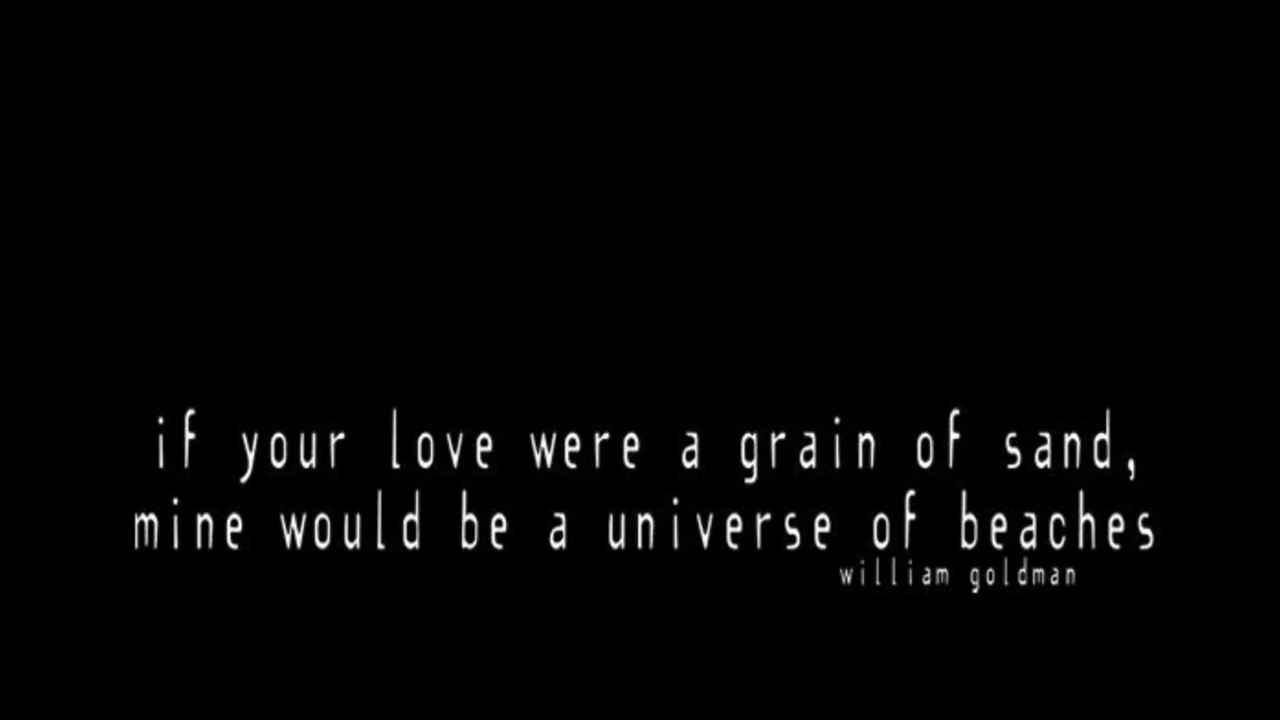 if your love were a grain of sand,
mine would be a universe of beaches
william goldman